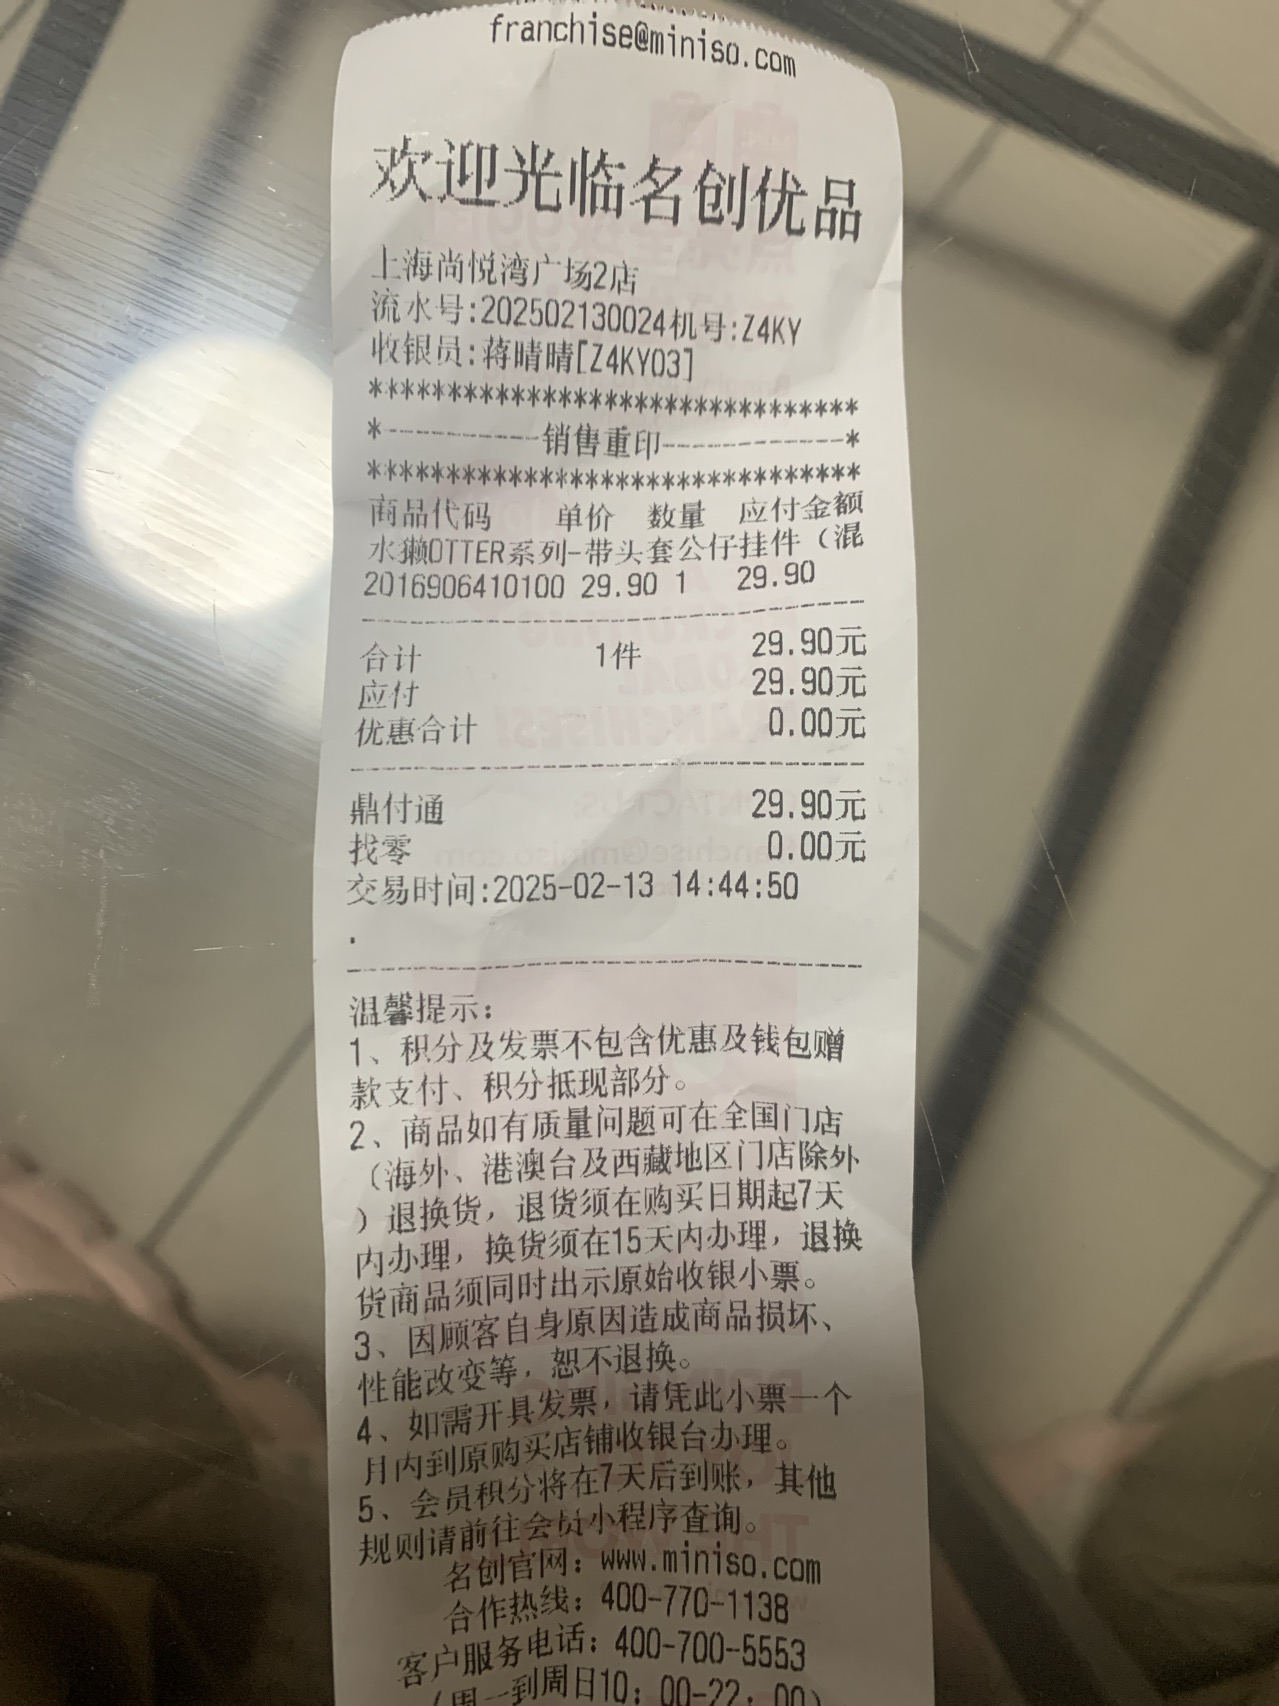 franchise@miniso.com
欢迎光临名创优品
上海尚悦湾广场2店
流水号:202502130024机号:Z4KY
收银员:蒋晴晴[Z4KY03]
*******************************
*----------销售重印------------*
*******************************
商品代码 单价 数量 应付金额
水獭OTTER系列-带头套公仔挂件（混
2016906410100 29.90 1 29.90
合计 1件 29.90元
应付 29.90元
优惠合计 0.00元
鼎付通 29.90元
找零 0.00元
交易时间:2025-02-13 14:44:50
.
温馨提示:
1、积分及发票不包含优惠及钱包赠
款支付、积分抵现部分。
2、商品如有质量问题可在全国门店
（海外、港澳台及西藏地区门店除外
）退换货，退货须在购买日期起7天
内办理，换货须在15天内办理，退换
货商品须同时出示原始收银小票。
3、因顾客自身原因造成商品损坏、
性能改变等，恕不退换。
4、如需开具发票，请凭此小票一个
月内到原购买店铺收银台办理。
5、会员积分将在7天后到账，其他
规则请前往会员小程序查询。
名创官网：www.miniso.com
合作热线：400-770-1138
客户服务电话：400-700-5553
（周一到周日10：00-22：00）